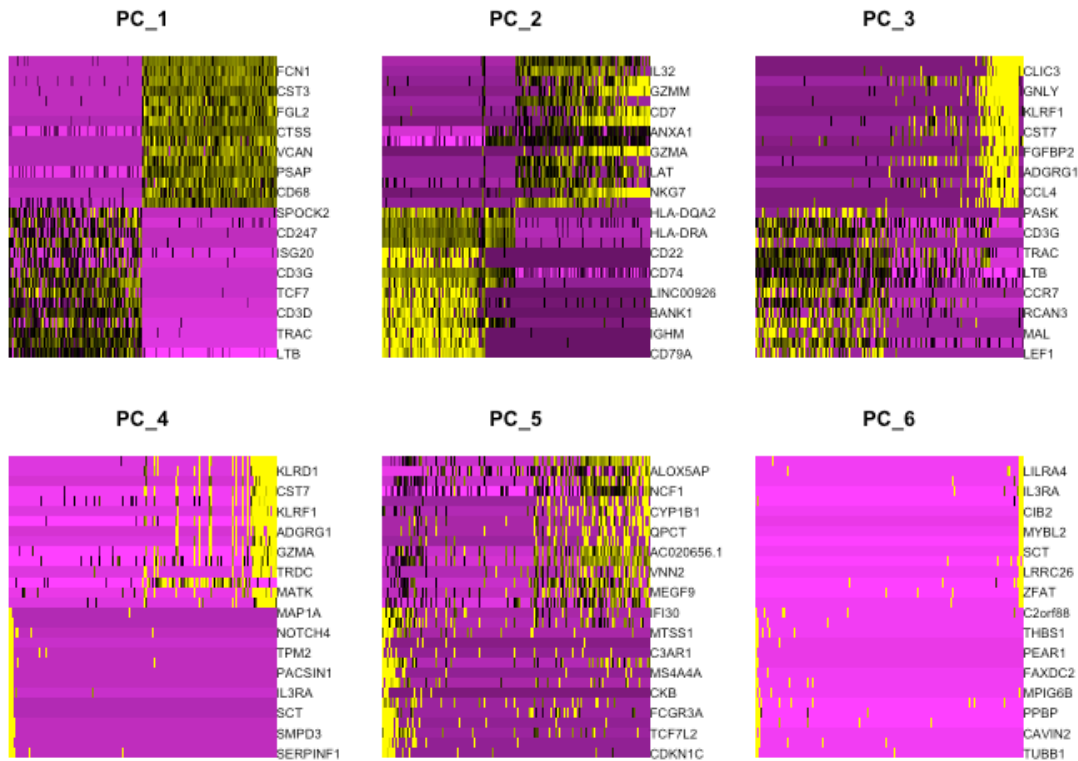 PC_1
FCN1
CST3
FGL2
CTSS
VCAN
PSAP
CD68
SPOCK2
CD247
ISG20
CD3G
TCF7
CD3D
TRAC
LTB
PC_2
IL32
GZMM
CD7
ANXA1
GZMA
LAT
NKG7
HLA-DQA2
HLA-DRA
CD22
CD74
LINC00926
BANK1
IGHM
CD79A
PC_3
CLIC3
GNLY
KLRF1
CST7
FGFBP2
ADGRG1
CCL4
PASK
CD3G
TRAC
LTB
CCR7
RCAN3
MAL
LEF1
PC_4
KLRD1
CST7
KLRF1
ADGRG1
GZMA
TRDC
MATK
MAP1A
NOTCH4
TPM2
PACSIN1
IL3RA
SCT
SMPD3
SERPINF1
PC_5
ALOX5AP
NCF1
CYP1B1
QPCT
AC020656.1
VNN2
MEGF9
IFI30
MTSS1
C3AR1
MS4A4A
CKB
FCGR3A
TCF7L2
CDKN1C
PC_6
LILRA4
IL3RA
CIB2
MYBL2
SCT
LRRC26
ZFAT
C2orf88
THBS1
PEAR1
FAXDC2
MPIG6B
PPBP
CAVIN2
TUBB1